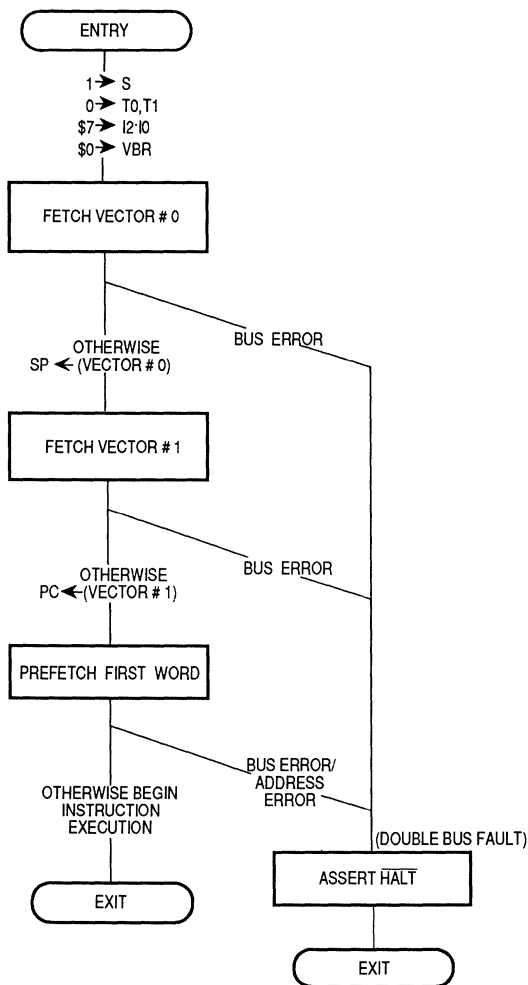 ENTRY
1→ S
0→ T0,T1
$7→ I2·I0
$0→ VBR
FETCH VECTOR # 0
BUS ERROR
OTHERWISE
SP ← (VECTOR # 0)
FETCH VECTOR # 1
BUS ERROR
OTHERWISE
PC ← (VECTOR # 1)
PREFETCH FIRST WORD
BUS ERROR/
ADDRESS
ERROR
OTHERWISE BEGIN
INSTRUCTION
EXECUTION
(DOUBLE BUS FAULT)
ASSERT HALT
EXIT
EXIT